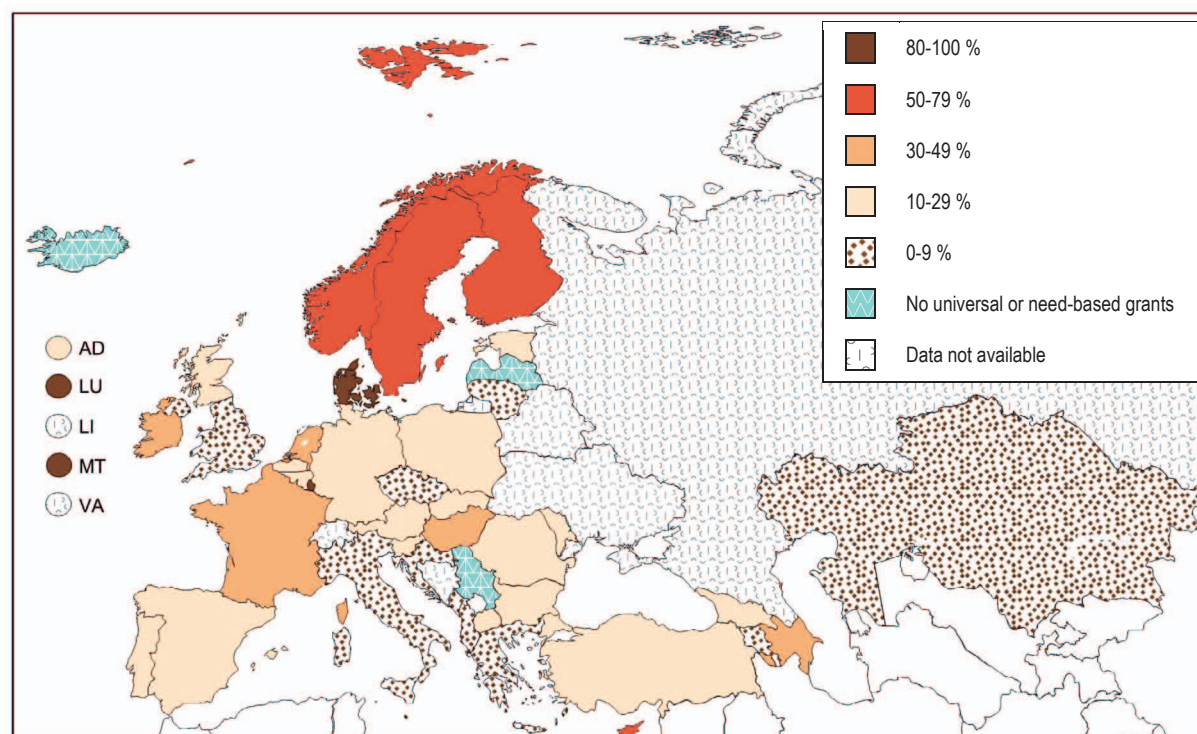 80-100 %
50-79 %
30-49 %
10-29 %
0-9 %
No universal or need-based grants
Data not available
AD
LU
LI
MT
VA